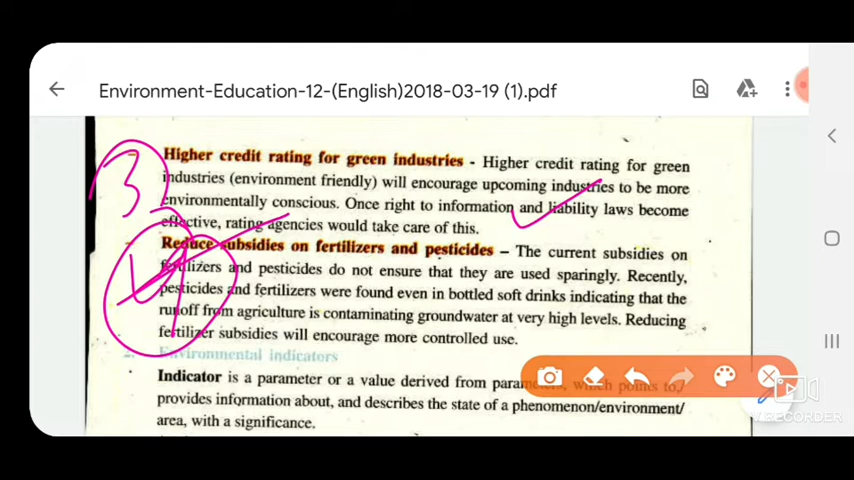 Environment-Education-12-(English)2018-03-19 (1).pdf
3
Higher credit rating for green industries - Higher credit rating for green
industries (environment friendly) will encourage upcoming industries to be more
environmentally conscious. Once right to information and liability laws become
effective, rating agencies would take care of this.
Reduce subsidies on fertilizers and pesticides – The current subsidies on
fertilizers and pesticides do not ensure that they are used sparingly. Recently,
pesticides and fertilizers were found even in bottled soft drinks indicating that the
runoff from agriculture is contaminating groundwater at very high levels. Reducing
fertilizer subsidies will encourage more controlled use.
Environmental indicators
Indicator is a parameter or a value derived from parameters, which points to,
provides information about, and describes the state of a phenomenon/environment/
area, with a significance.
V.RECORDER